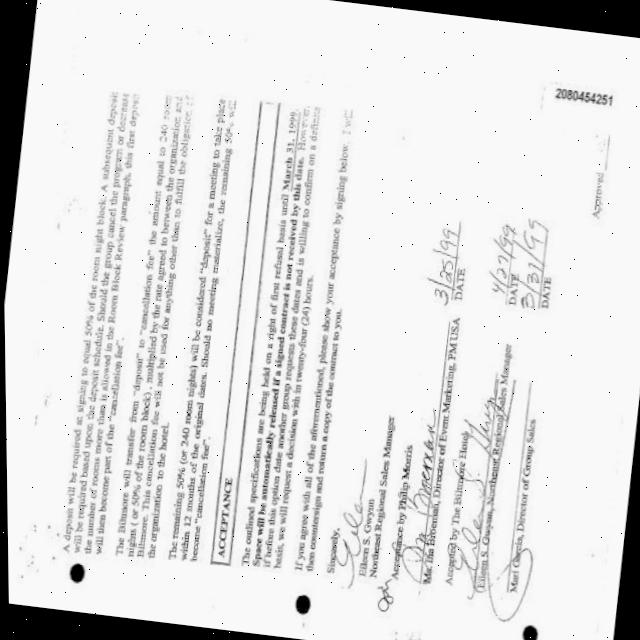 2080454251
A deposit will be required at signing to equal 50% of the room night block. A subsequent deposit
will be required based upon the deposit schedule. Should the group cancel the program or decrease
the number of rooms more than is allowed in the Room Block Review paragraph, this first deposit
will then become part of the "cancellation fee".
The Biltmore will transfer from "deposit" to "cancellation fee" the amount equal to 240 room
nights ( or 50% of the room block) , multiplied by the rate agreed to between the organization and
Biltmore. This cancellation fee will not be used for anything other than to fulfill the obligation of
the organization to the hotel.
The remaining 50% (or 240 room nights) will be considered "deposit" for a meeting to take place
within 12 months of the original dates. Should no meeting materialize, the remaining 50% will
become "cancellation fee".
ACCEPTANCE
The outlined specifications are being held on a right of first refusal basis until March 31, 1999.
Space will be automatically released if a signed contract is not received by this date. However,
if before this option date another group requests these dates and is willing to confirm on a definite
basis, we will request a decision with in twenty-four (24) hours.
If you agree with all of the aforementioned, please show your acceptance by signing below. I will
then countersign and return a copy of the contract to you.
Sincerely,
Eileen
Eileen S. Gwynn
Northeast Regional Sales Manager
Acceptance by Philip Morris
3/25/99
Ms. Ina Broeman, Director of Event Marketing, PM USA DATE
Accepted by The Biltmore Hotel
4/27/99
Eileen S. Gwynn, Northeast Regional Sales Manager DATE
3/31/99
Mari Garcia, Director of Group Sales DATE
Approved